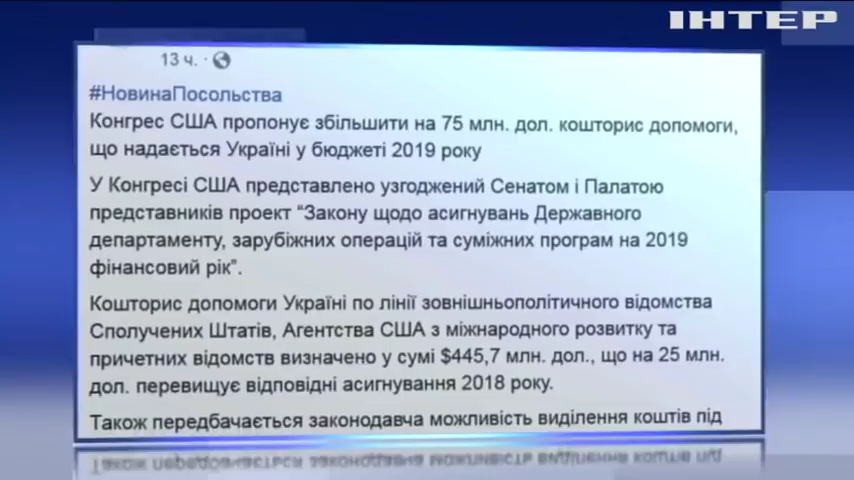 ІНТЕР
13 ч. ·
#НовинаПосольства
Конгрес США пропонує збільшити на 75 млн. дол. кошторис допомоги,
що надається Україні у бюджеті 2019 року
У Конгресі США представлено узгоджений Сенатом і Палатою
представників проект “Закону щодо асигнувань Державного
департаменту, зарубіжних операцій та суміжних програм на 2019
фінансовий рік”.
Кошторис допомоги Україні по лінії зовнішньополітичного відомства
Сполучених Штатів, Агентства США з міжнародного розвитку та
причетних відомств визначено у сумі $445,7 млн. дол., що на 25 млн.
дол. перевищує відповідні асигнування 2018 року.
Також передбачається законодавча можливість виділення коштів під